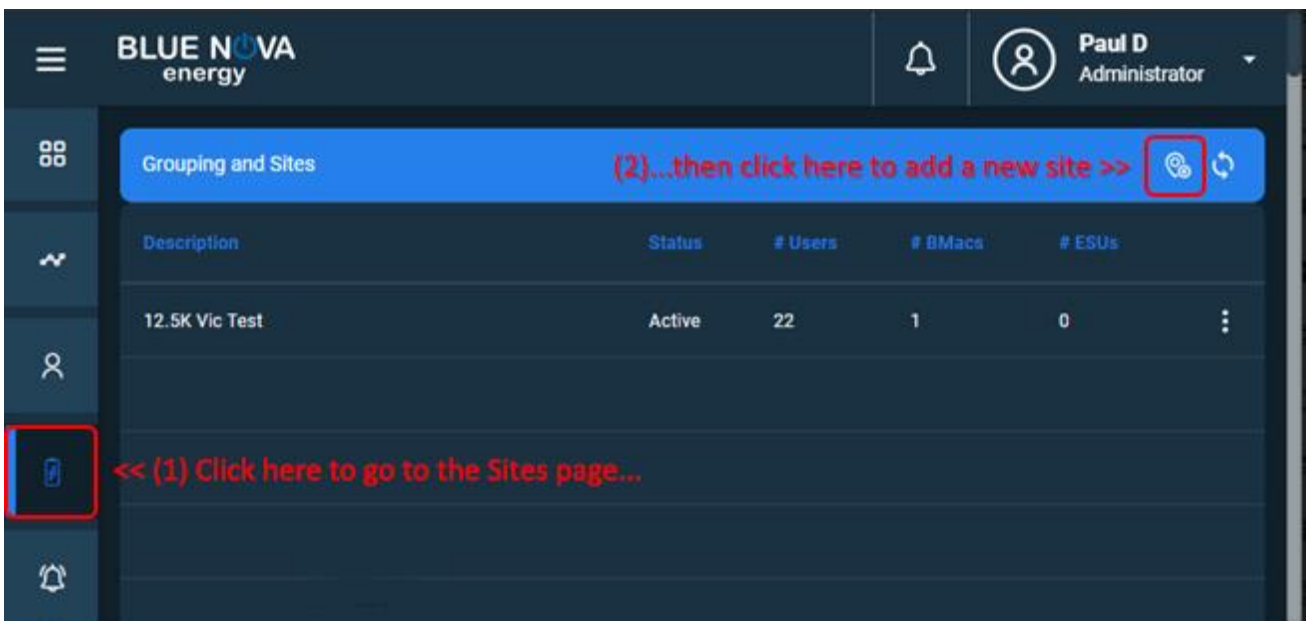 BLUE NOVA
energy
Paul D
Administrator
Grouping and Sites
(2)...then click here to add a new site >>
Description Status # Users # BMacs # ESUs
12.5K Vic Test Active 22 1 0
<< (1) Click here to go to the Sites page...